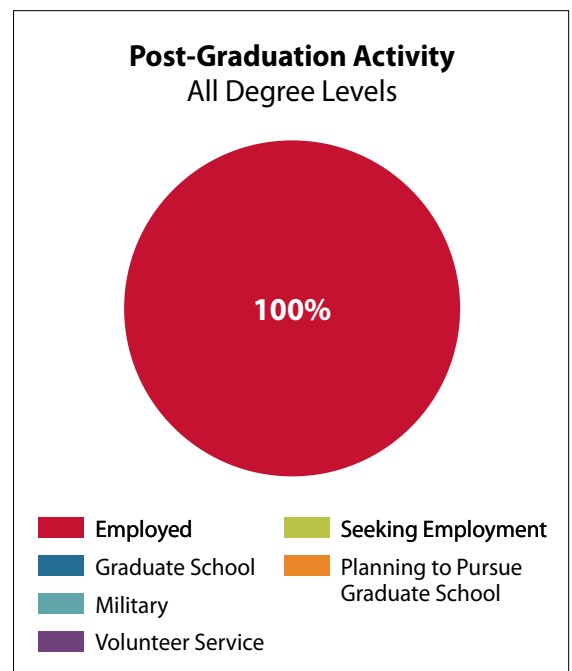 Post-Graduation Activity
All Degree Levels
100%
Employed
Graduate School
Military
Volunteer Service
Seeking Employment
Planning to Pursue
Graduate School